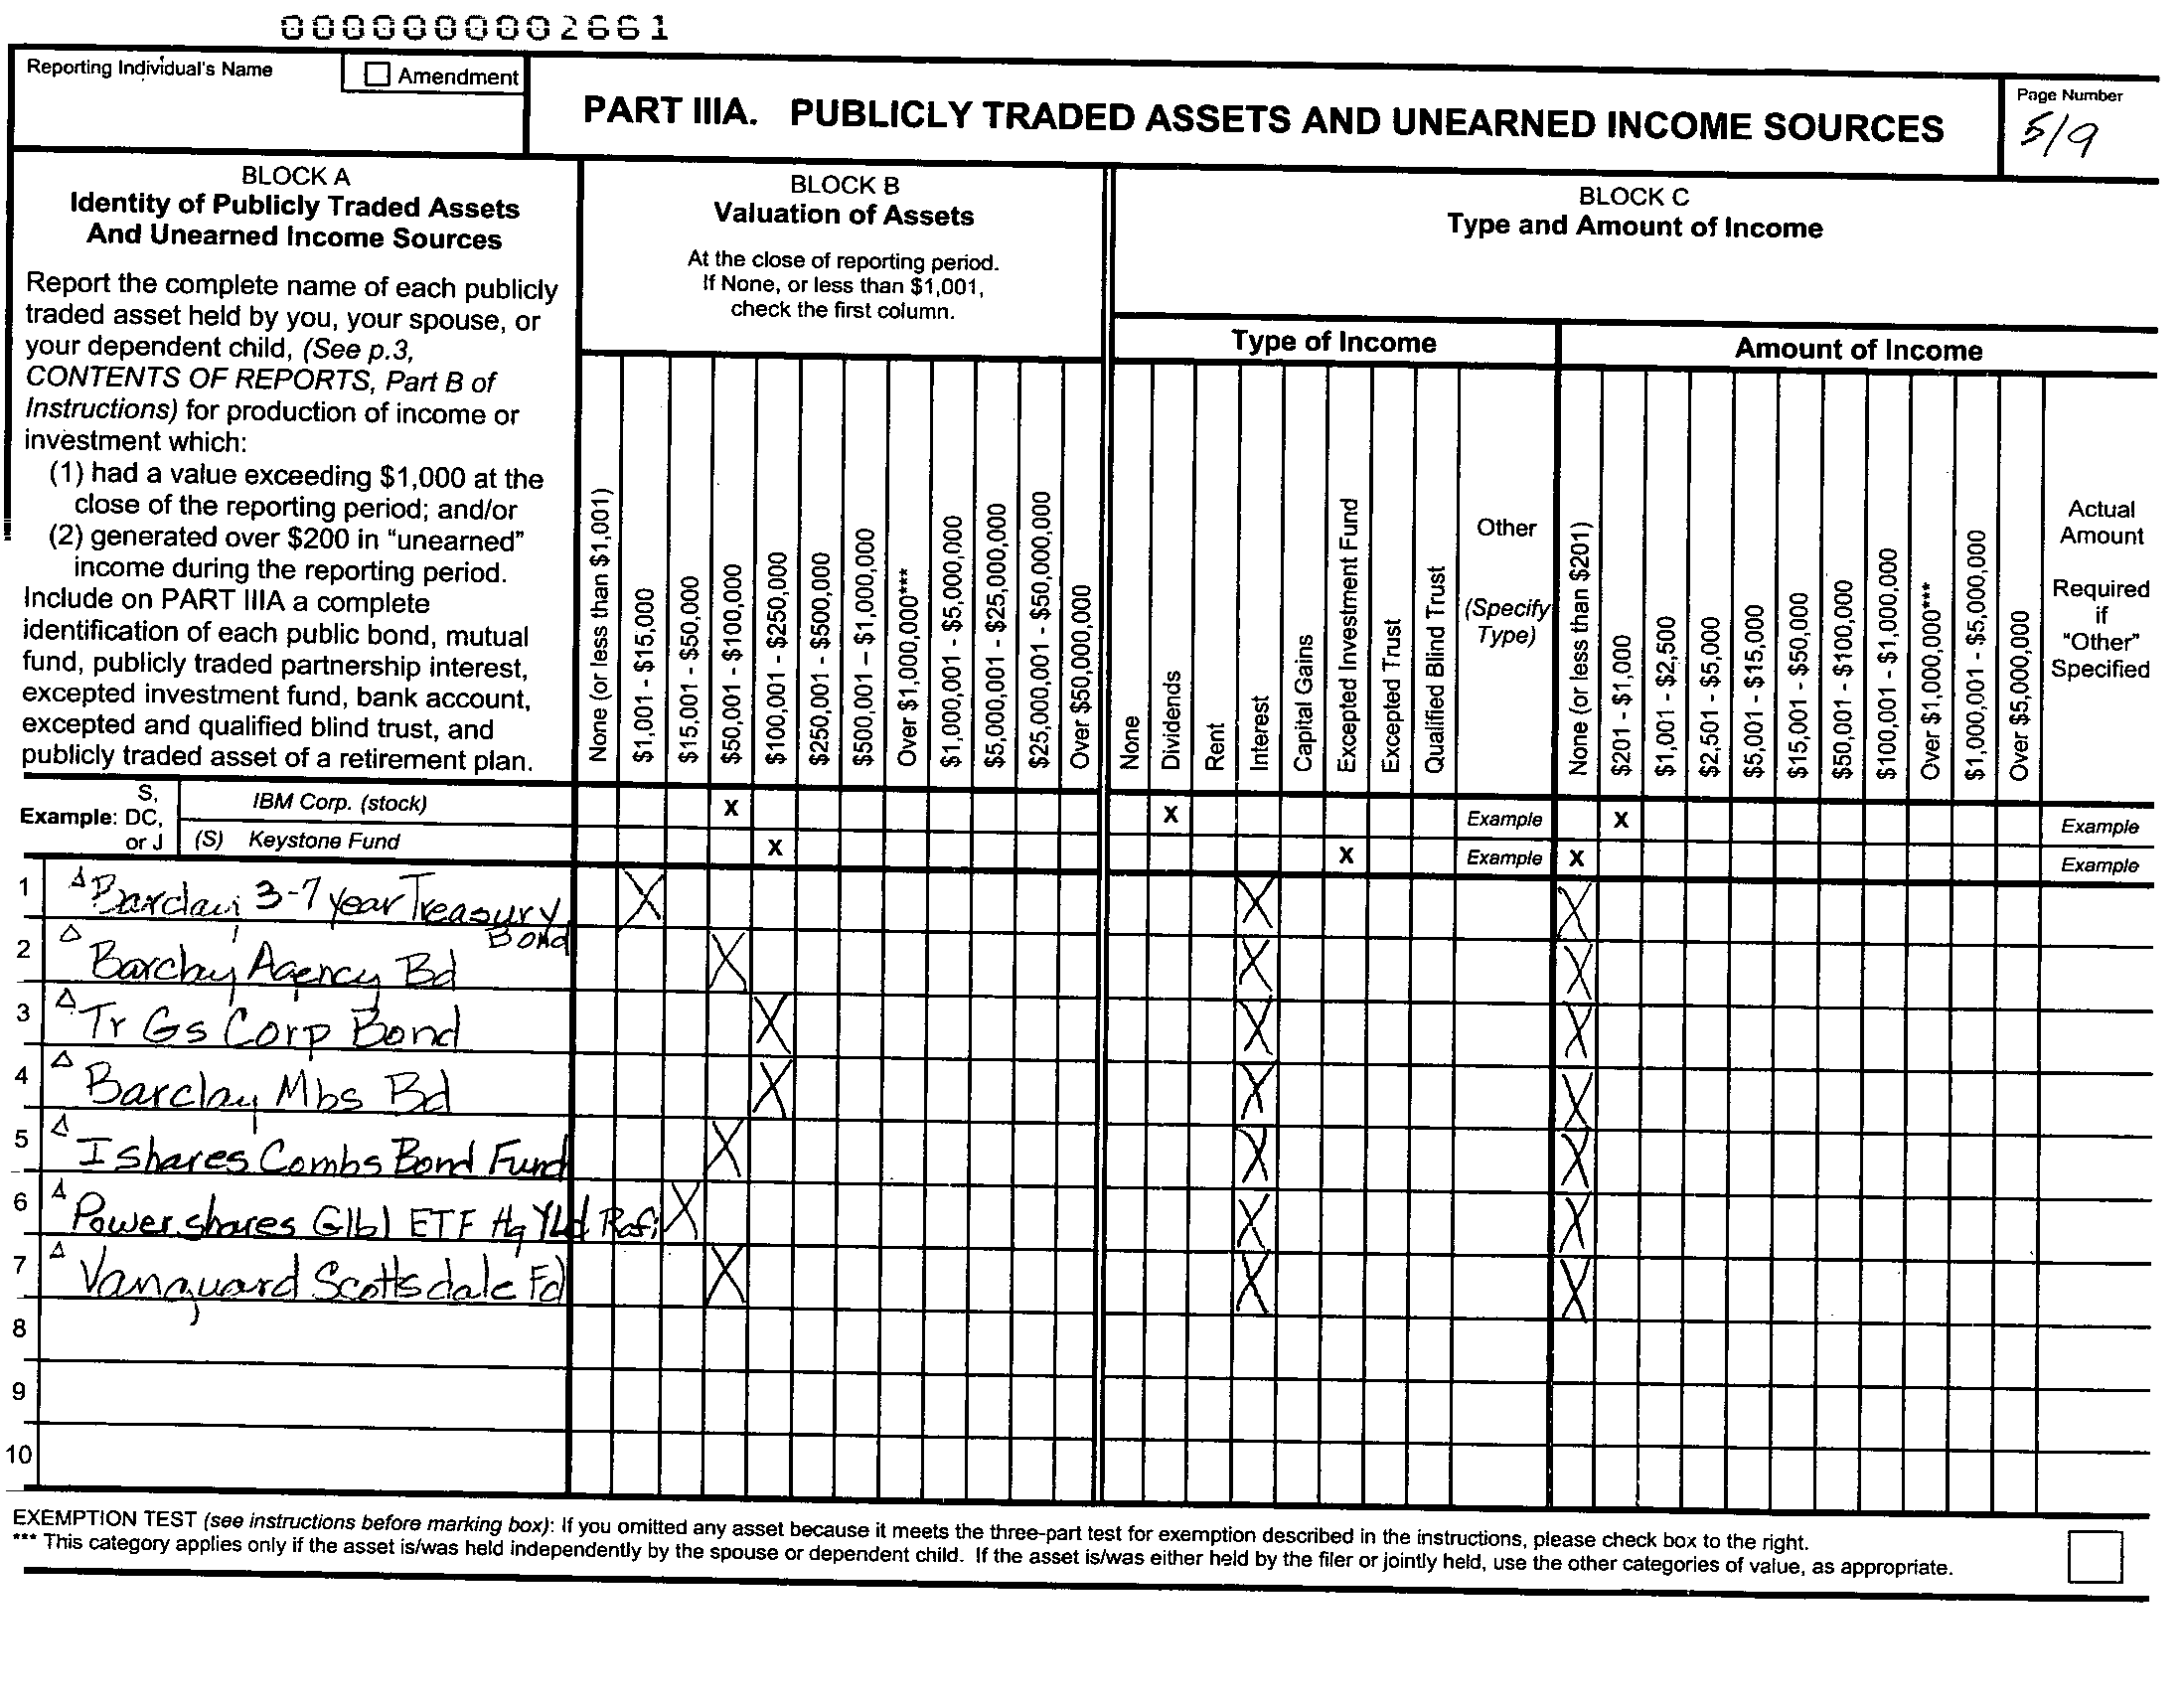 0000000002661
Reporting Individual's Name
Amendment
PART IIIA. PUBLICLY TRADED ASSETS AND UNEARNED INCOME SOURCES
Page Number
5/9
BLOCK A
Identity of Publicly Traded Assets
And Unearned Income Sources
Report the complete name of each publicly
traded asset held by you, your spouse, or
your dependent child, (See p.3,
CONTENTS OF REPORTS, Part B of
Instructions) for production of income or
investment which:
(1) had a value exceeding $1,000 at the
close of the reporting period; and/or
(2) generated over $200 in "unearned"
income during the reporting period.
Include on PART IIIA a complete
identification of each public bond, mutual
fund, publicly traded partnership interest,
excepted investment fund, bank account,
excepted and qualified blind trust, and
publicly traded asset of a retirement plan.
BLOCK B
Valuation of Assets
At the close of reporting period.
If None, or less than $1,001,
check the first column.
None (or less than $1,001)
$1,001 - $15,000
$15,001 - $50,000
$50,001 - $100,000
$100,001 - $250,000
$250,001 - $500,000
$500,001 – $1,000,000
Over $1,000,000***
$1,000,001 - $5,000,000
$5,000,001 - $25,000,000
$25,000,001 - $50,000,000
Over $50,000,000
BLOCK C
Type and Amount of Income
Type of Income
None
Dividends
Rent
Interest
Capital Gains
Excepted Investment Fund
Excepted Trust
Qualified Blind Trust
Other
(Specify
Type)
Amount of Income
None (or less than $201)
$201 - $1,000
$1,001 - $2,500
$2,501 - $5,000
$5,001 - $15,000
$15,001 - $50,000
$50,001 - $100,000
$100,001 - $1,000,000
Over $1,000,000***
$1,000,001 - $5,000,000
Over $5,000,000
Actual
Amount
Required
if
"Other"
Specified
Example: S, DC, or J
IBM Corp. (stock) X X Example X Example
(S) Keystone Fund X X Example X Example
1 Barclay 3-7 year Treasury Bond X X X
2 Barclay Agency Bd X X X
3 Tr Gs Corp Bond X X X
4 Barclay Mbs Bd X X X
5 Ishares Combs Bond Fund X X X
6 Powershares Glbl ETF Hg Yld Rafi X X X
7 Vanguard Scottsdale Fd X X X
8
9
10
EXEMPTION TEST (see instructions before marking box): If you omitted any asset because it meets the three-part test for exemption described in the instructions, please check box to the right.
*** This category applies only if the asset is/was held independently by the spouse or dependent child. If the asset is/was either held by the filer or jointly held, use the other categories of value, as appropriate.